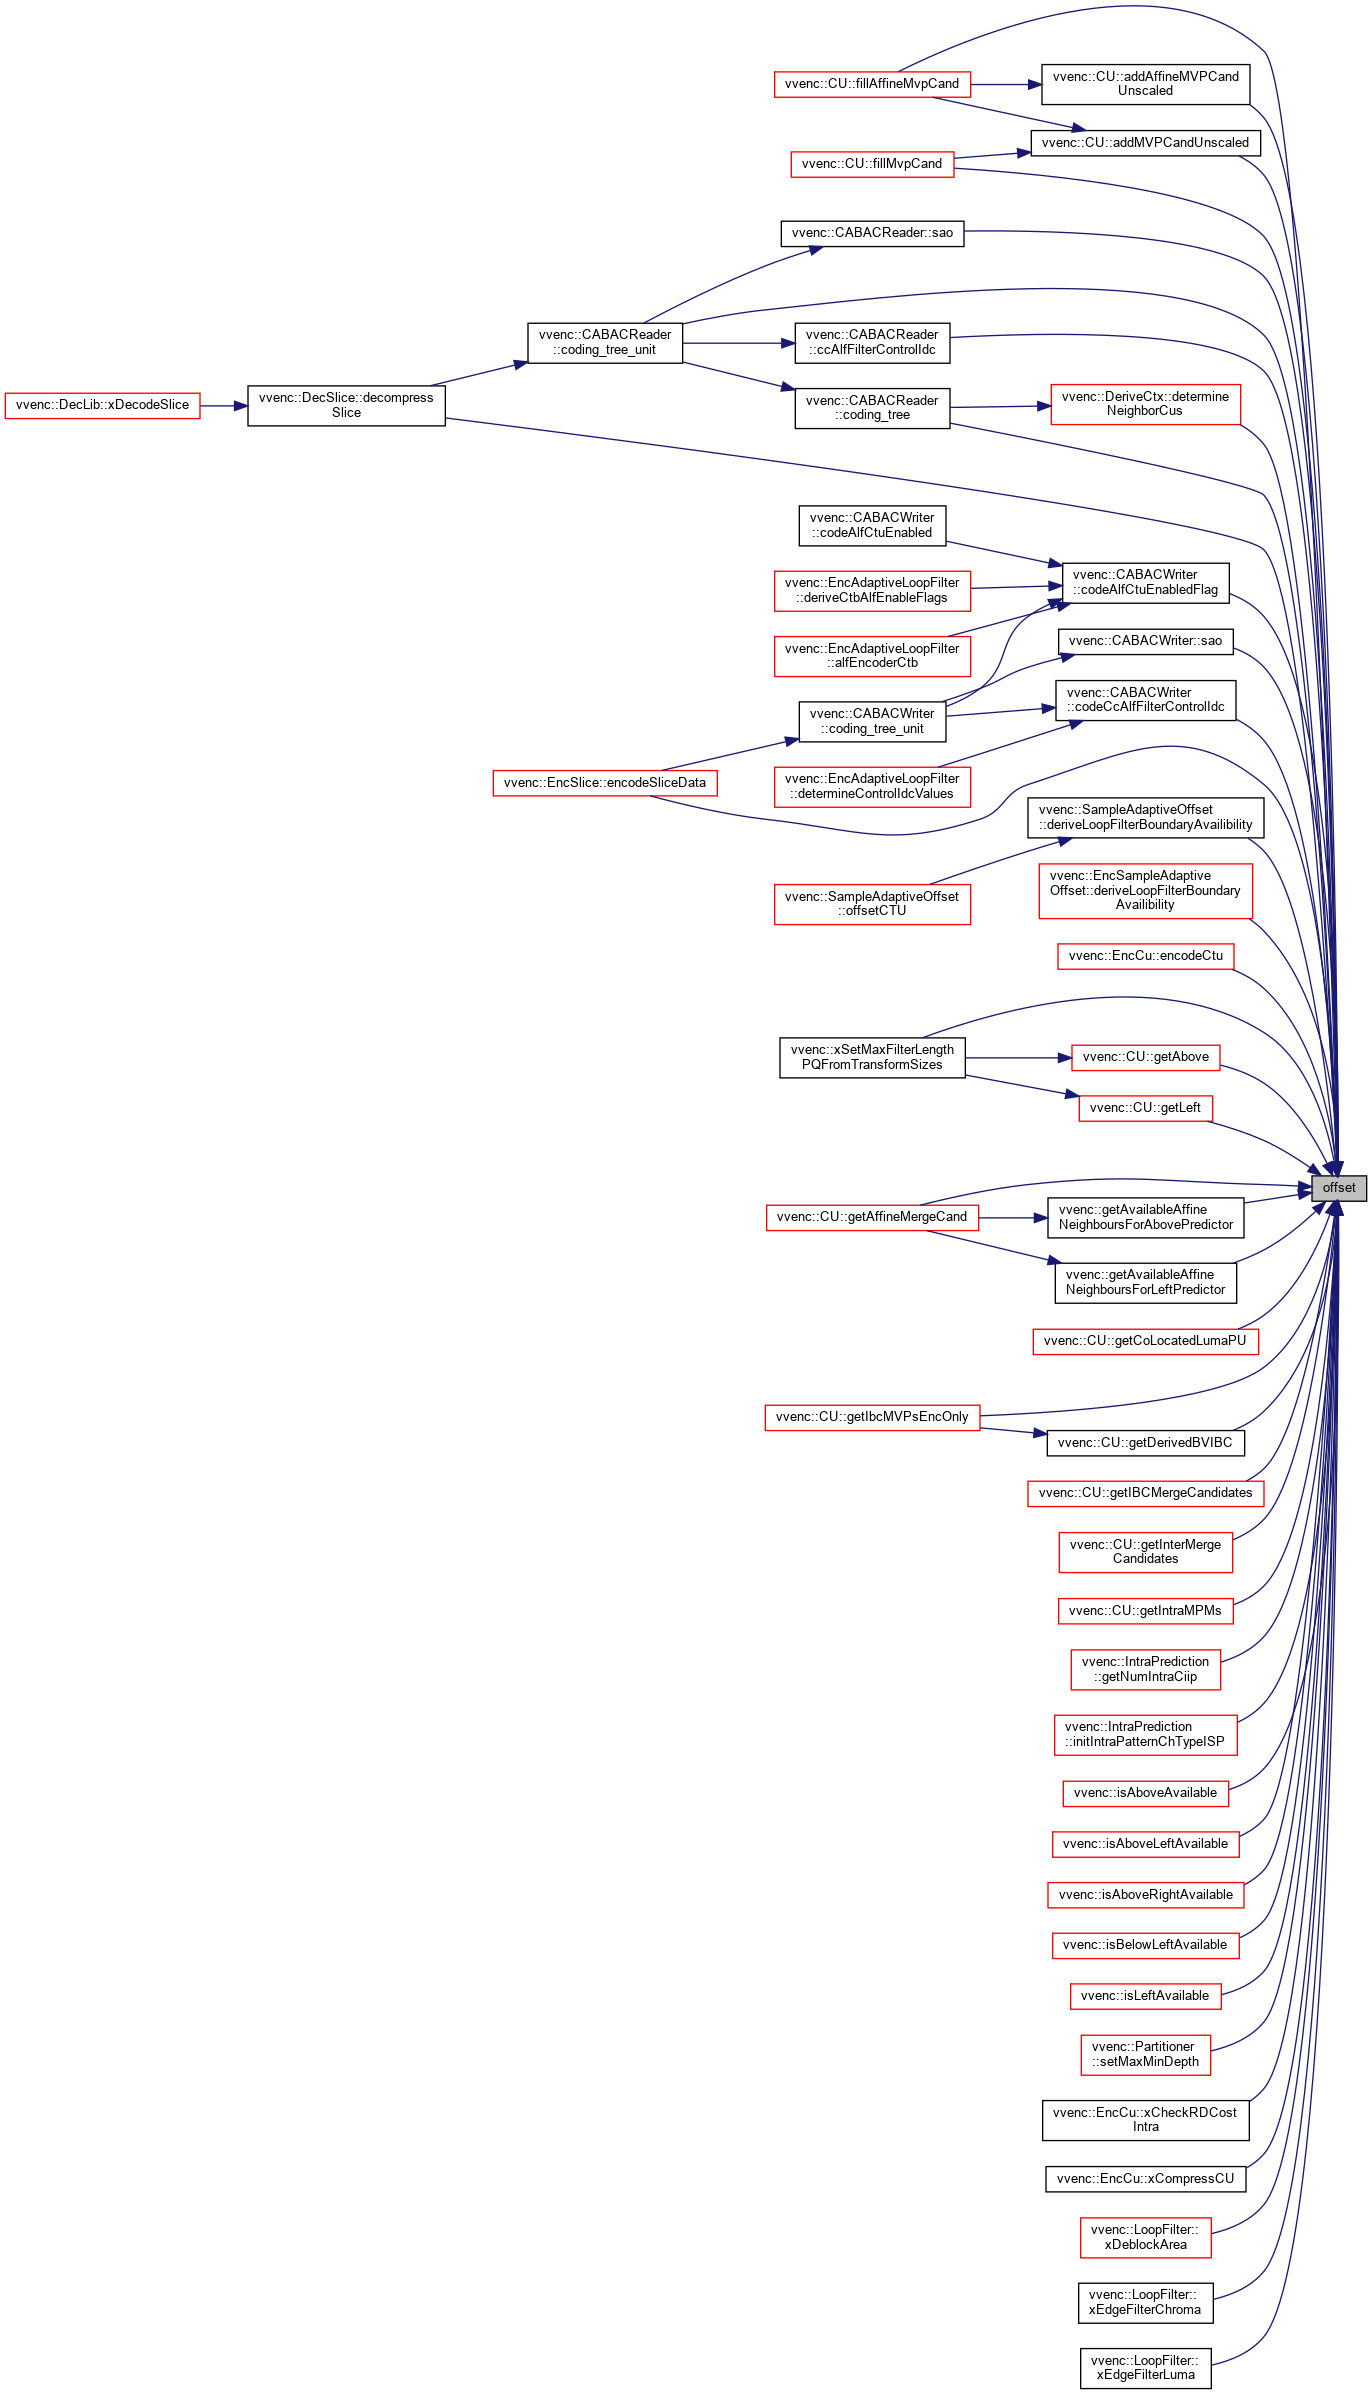 vvenc::CU::fillAffineMvpCand
vvenc::CU::addAffineMVPCand
Unscaled
vvenc::CU::addMVPCandUnscaled
vvenc::CU::fillMvpCand
vvenc::CABACReader::sao
vvenc::CABACReader
::coding_tree_unit
vvenc::CABACReader
::ccAlfFilterControlIdc
vvenc::DecLib::xDecodeSlice
vvenc::DecSlice::decompress
Slice
vvenc::CABACReader
::coding_tree
vvenc::DeriveCtx::determine
NeighborCus
vvenc::CABACWriter
::codeAlfCtuEnabled
vvenc::CABACWriter
::codeAlfCtuEnabledFlag
vvenc::EncAdaptiveLoopFilter
::deriveCtbAlfEnableFlags
vvenc::EncAdaptiveLoopFilter
::alfEncoderCtb
vvenc::CABACWriter::sao
vvenc::CABACWriter
::codeCcAlfFilterControlIdc
vvenc::CABACWriter
::coding_tree_unit
vvenc::EncSlice::encodeSliceData
vvenc::EncAdaptiveLoopFilter
::determineControlIdcValues
vvenc::SampleAdaptiveOffset
::deriveLoopFilterBoundaryAvailibility
vvenc::SampleAdaptiveOffset
::offsetCTU
vvenc::EncSampleAdaptive
Offset::deriveLoopFilterBoundary
Availibility
vvenc::EncCu::encodeCtu
vvenc::xSetMaxFilterLength
PQFromTransformSizes
vvenc::CU::getAbove
vvenc::CU::getLeft
offset
vvenc::CU::getAffineMergeCand
vvenc::getAvailableAffine
NeighboursForAbovePredictor
vvenc::getAvailableAffine
NeighboursForLeftPredictor
vvenc::CU::getCoLocatedLumaPU
vvenc::CU::getIbcMVPsEncOnly
vvenc::CU::getDerivedBVIBC
vvenc::CU::getIBCMergeCandidates
vvenc::CU::getInterMerge
Candidates
vvenc::CU::getIntraMPMs
vvenc::IntraPrediction
::getNumIntraCiip
vvenc::IntraPrediction
::initIntraPatternChTypeISP
vvenc::isAboveAvailable
vvenc::isAboveLeftAvailable
vvenc::isAboveRightAvailable
vvenc::isBelowLeftAvailable
vvenc::isLeftAvailable
vvenc::Partitioner
::setMaxMinDepth
vvenc::EncCu::xCheckRDCost
Intra
vvenc::EncCu::xCompressCU
vvenc::LoopFilter::
xDeblockArea
vvenc::LoopFilter::
xEdgeFilterChroma
vvenc::LoopFilter::
xEdgeFilterLuma